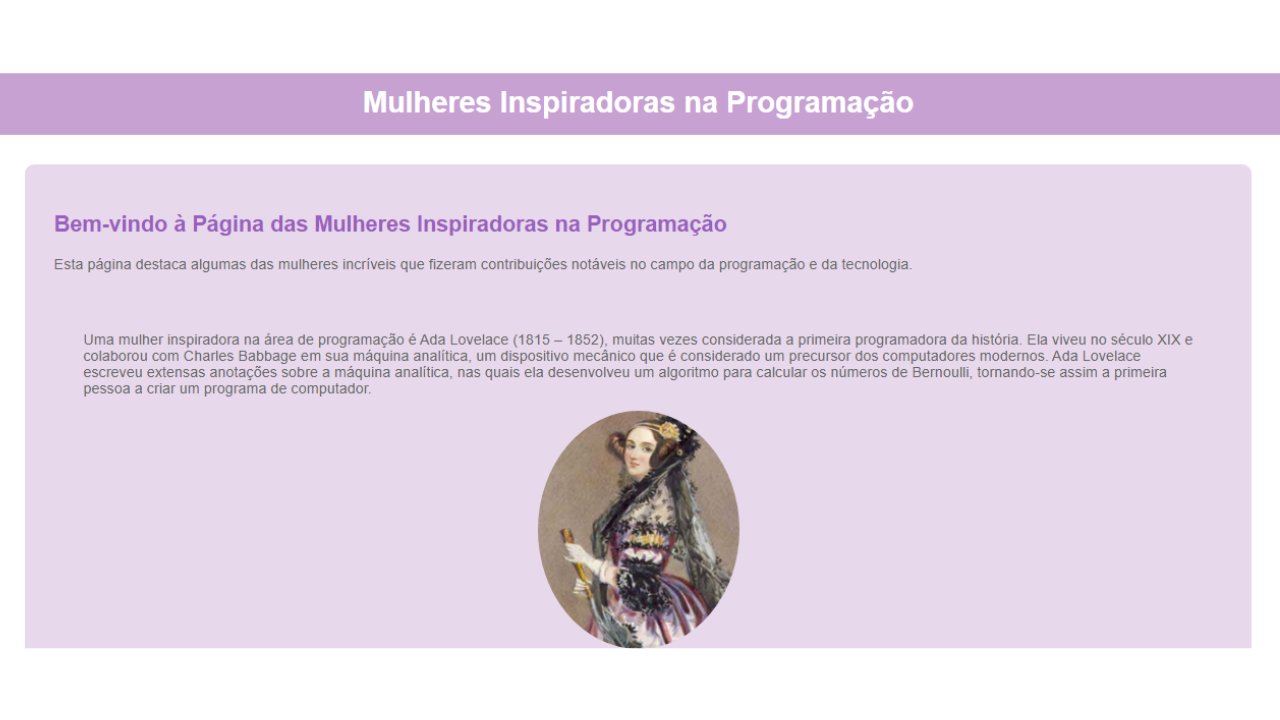 Mulheres Inspiradoras na Programação
Bem-vindo à Página das Mulheres Inspiradoras na Programação
Esta página destaca algumas das mulheres incríveis que fizeram contribuições notáveis no campo da programação e da tecnologia.
Uma mulher inspiradora na área de programação é Ada Lovelace (1815 – 1852), muitas vezes considerada a primeira programadora da história. Ela viveu no século XIX e
colaborou com Charles Babbage em sua máquina analítica, um dispositivo mecânico que é considerado um precursor dos computadores modernos. Ada Lovelace
escreveu extensas anotações sobre a máquina analítica, nas quais ela desenvolveu um algoritmo para calcular os números de Bernoulli, tornando-se assim a primeira
pessoa a criar um programa de computador.